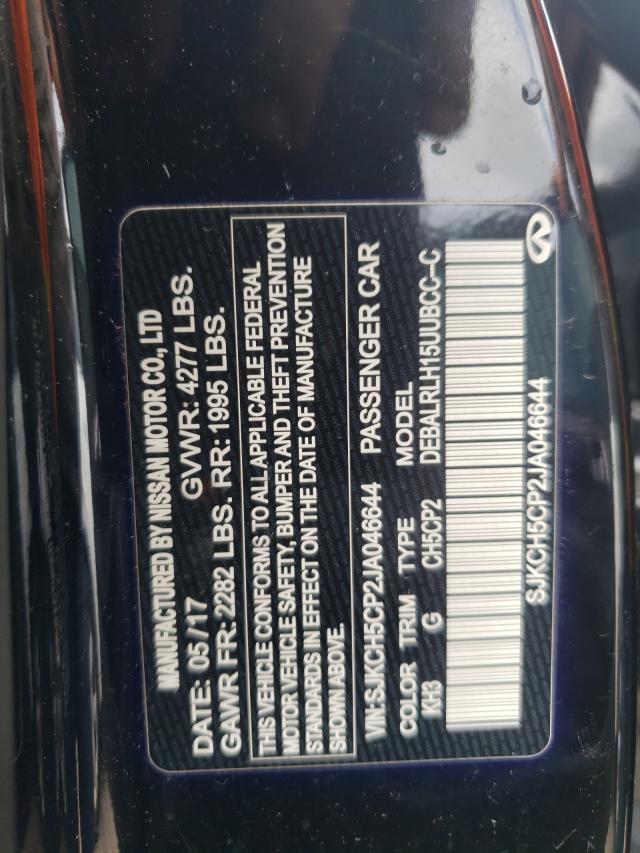 MANUFACTURED BY NISSAN MOTOR CO., LTD
DATE: 05/17 GVWR: 4277 LBS.
GAWR FR: 2282 LBS. RR: 1995 LBS.
THIS VEHICLE CONFORMS TO ALL APPLICABLE FEDERAL
MOTOR VEHICLE SAFETY, BUMPER AND THEFT PREVENTION
STANDARDS IN EFFECT ON THE DATE OF MANUFACTURE
SHOWN ABOVE.
VIN: SJKCH5CP2JA046644 PASSENGER CAR
COLOR TRIM TYPE MODEL
KH3 G CH5CP2 DEBALRLH15UUBCC-C
SJKCH5CP2JA046644